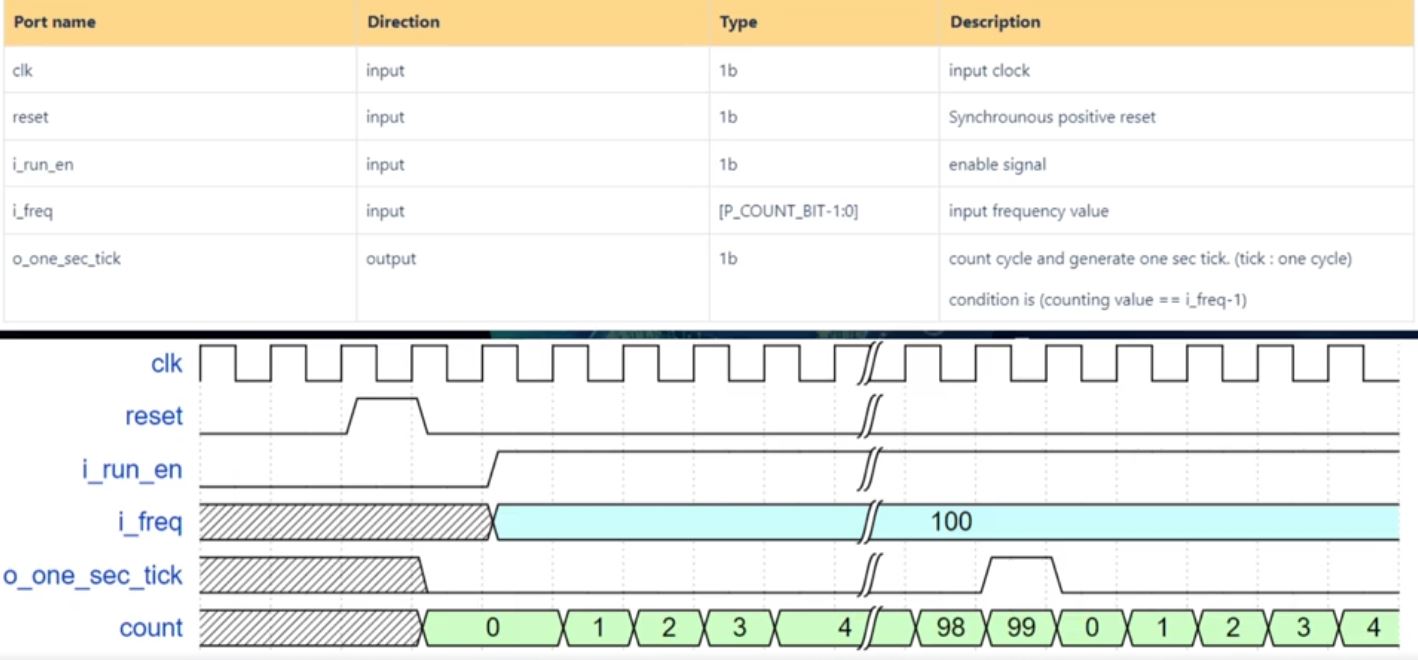 Port name Direction Type Description
clk input 1b input clock
reset input 1b Synchrounous positive reset
i_run_en input 1b enable signal
i_freq input [P_COUNT_BIT-1:0] input frequency value
o_one_sec_tick output 1b count cycle and generate one sec tick. (tick : one cycle)
condition is (counting value == i_freq-1)
clk
reset
i_run_en
i_freq 100
o_one_sec_tick
count 0 1 2 3 4 98 99 0 1 2 3 4